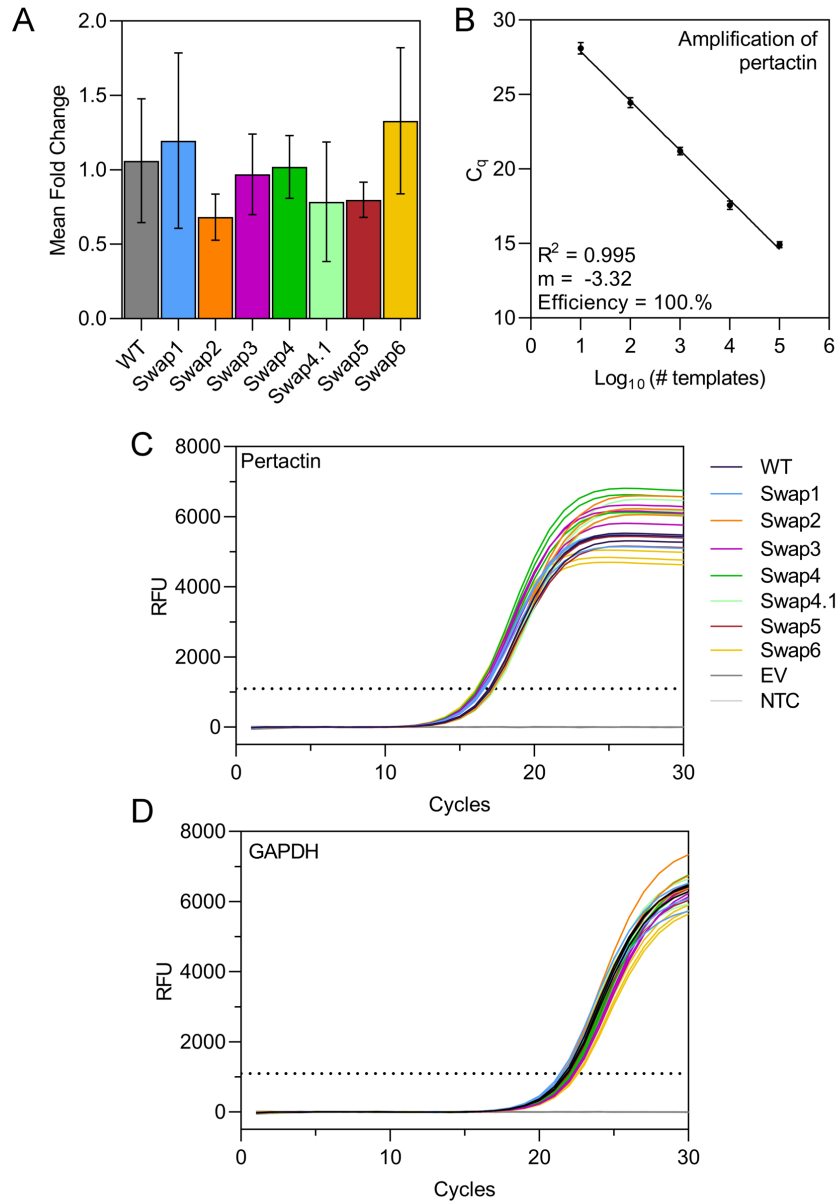 A
2.0
1.5
1.0
0.5
0.0
Mean Fold Change
WT
Swap1
Swap2
Swap3
Swap4
Swap4.1
Swap5
Swap6
B
30
25
20
15
10
Cq
Amplification of
pertactin
R² = 0.995
m = -3.32
Efficiency = 100.%
0 1 2 3 4 5 6
Log₁₀ (# templates)
C
8000
6000
4000
2000
0
RFU
Pertactin
0 10 20 30
Cycles
WT
Swap1
Swap2
Swap3
Swap4
Swap4.1
Swap5
Swap6
EV
NTC
D
8000
6000
4000
2000
0
RFU
GAPDH
0 10 20 30
Cycles